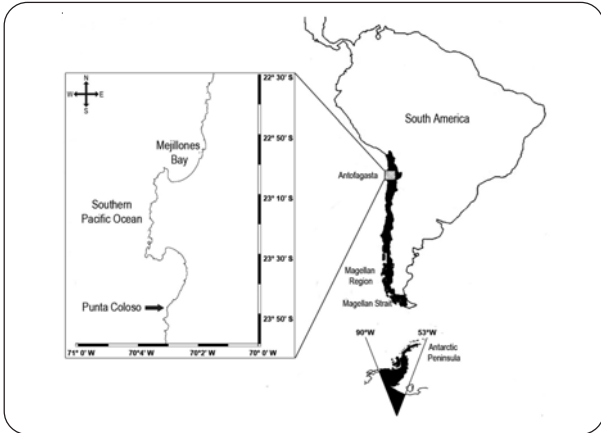 N
W E
S
22° 30' S
Mejillones
Bay
22° 50' S
23° 10' S
Southern
Pacific Ocean
23° 30' S
Punta Coloso
23° 50' S
71° 0' W
70°4' W
70°2' W
70° 0' W
South America
Antofagasta
Magellan
Region
Magellan Strait
90°W
53°W
Antarctic
Peninsula